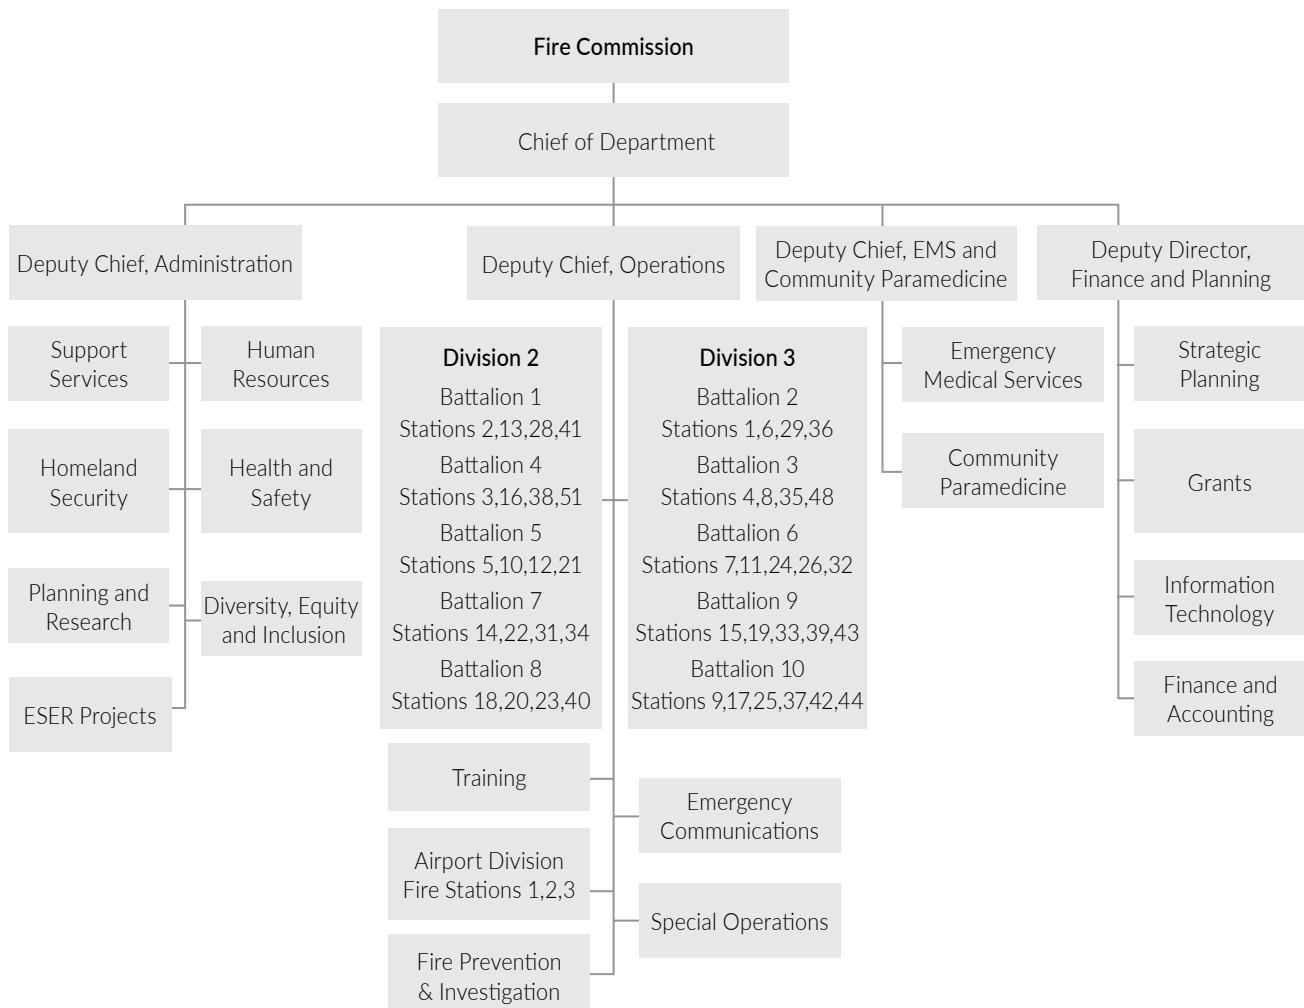 Fire Commission
Chief of Department
Deputy Chief, Administration
Deputy Chief, Operations
Deputy Chief, EMS and
Community Paramedicine
Deputy Director,
Finance and Planning
Support
Services
Human
Resources
Homeland
Security
Health and
Safety
Planning and
Research
Diversity, Equity
and Inclusion
ESER Projects
Division 2
Battalion 1
Stations 2,13,28,41
Battalion 4
Stations 3,16,38,51
Battalion 5
Stations 5,10,12,21
Battalion 7
Stations 14,22,31,34
Battalion 8
Stations 18,20,23,40
Division 3
Battalion 2
Stations 1,6,29,36
Battalion 3
Stations 4,8,35,48
Battalion 6
Stations 7,11,24,26,32
Battalion 9
Stations 15,19,33,39,43
Battalion 10
Stations 9,17,25,37,42,44
Training
Emergency
Communications
Airport Division
Fire Stations 1,2,3
Special Operations
Fire Prevention
& Investigation
Emergency
Medical Services
Community
Paramedicine
Strategic
Planning
Grants
Information
Technology
Finance and
Accounting